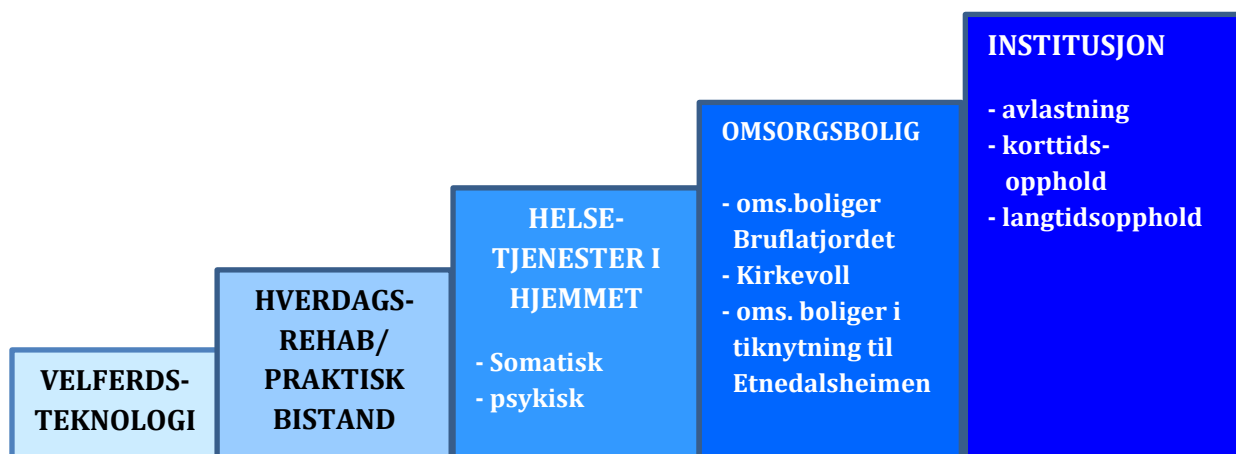 VELFERDS-
TEKNOLOGI
HVERDAGS-
REHAB/
PRAKTISK
BISTAND
HELSE-
TJENESTER I
HJEMMET
- Somatisk
- psykisk
OMSORGSBOLIG
- oms.boliger
Bruflatjordet
- Kirkevoll
- oms. boliger i
tiknytning til
Etnedalsheimen
INSTITUSJON
- avlastning
- korttids-
opphold
- langtidsopphold